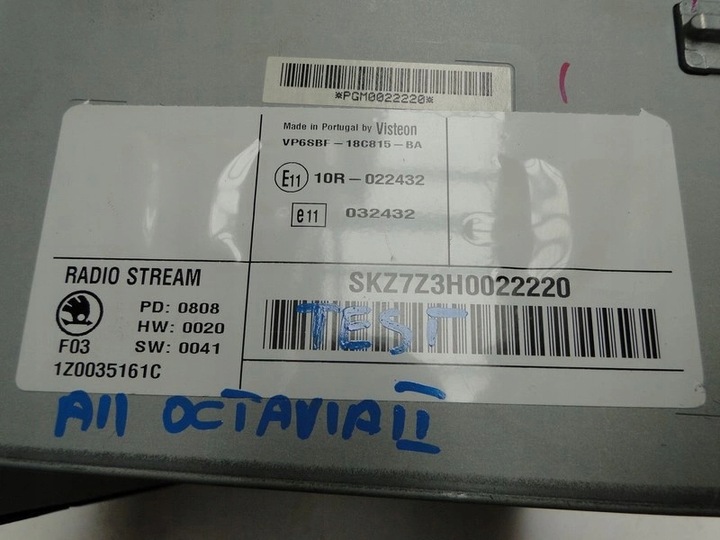 *PGM0022220*
Made in Portugal by Visteon
VP6SBF-18C815-BA
E11 10R-022432
e11 032432
RADIO STREAM
SKZ7Z3H0022220
PD: 0808
HW: 0020
F03 SW: 0041
1Z0035161C
TEST
A11 OCTAVIA II